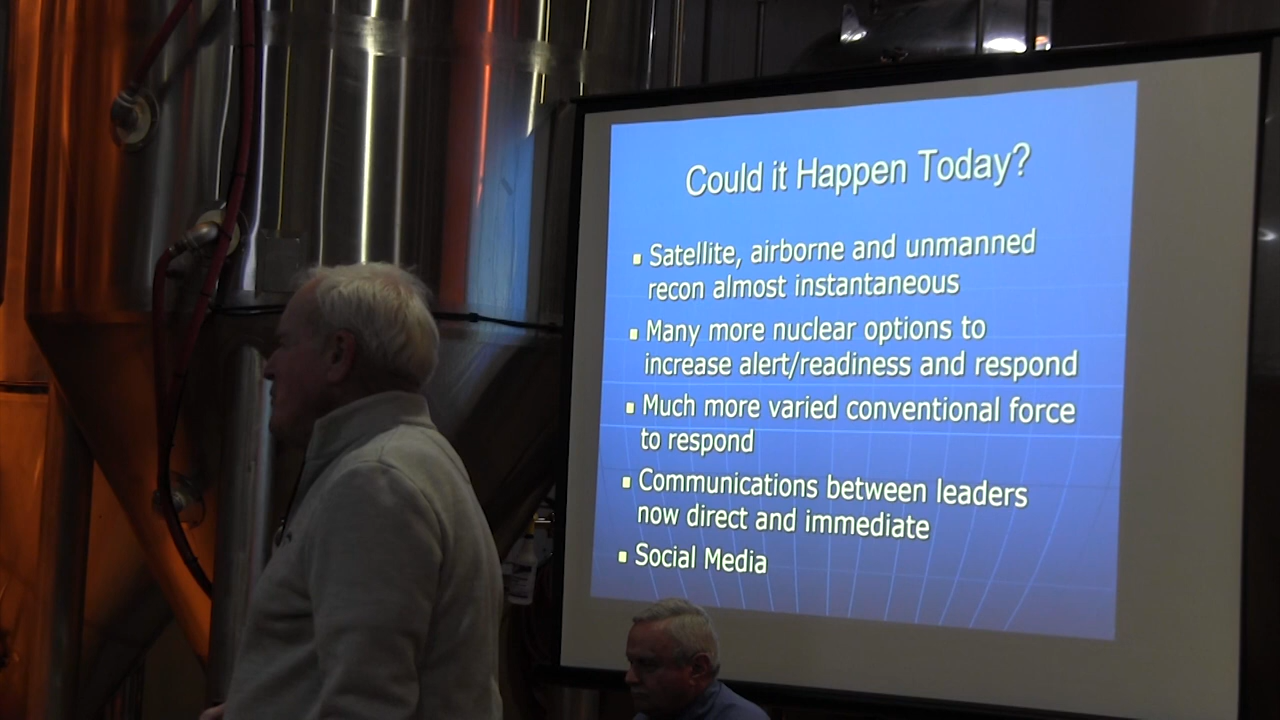 Could it Happen Today?
▪ Satellite, airborne and unmanned
recon almost instantaneous
▪ Many more nuclear options to
increase alert/readiness and respond
▪ Much more varied conventional force
to respond
▪ Communications between leaders
now direct and immediate
▪ Social Media